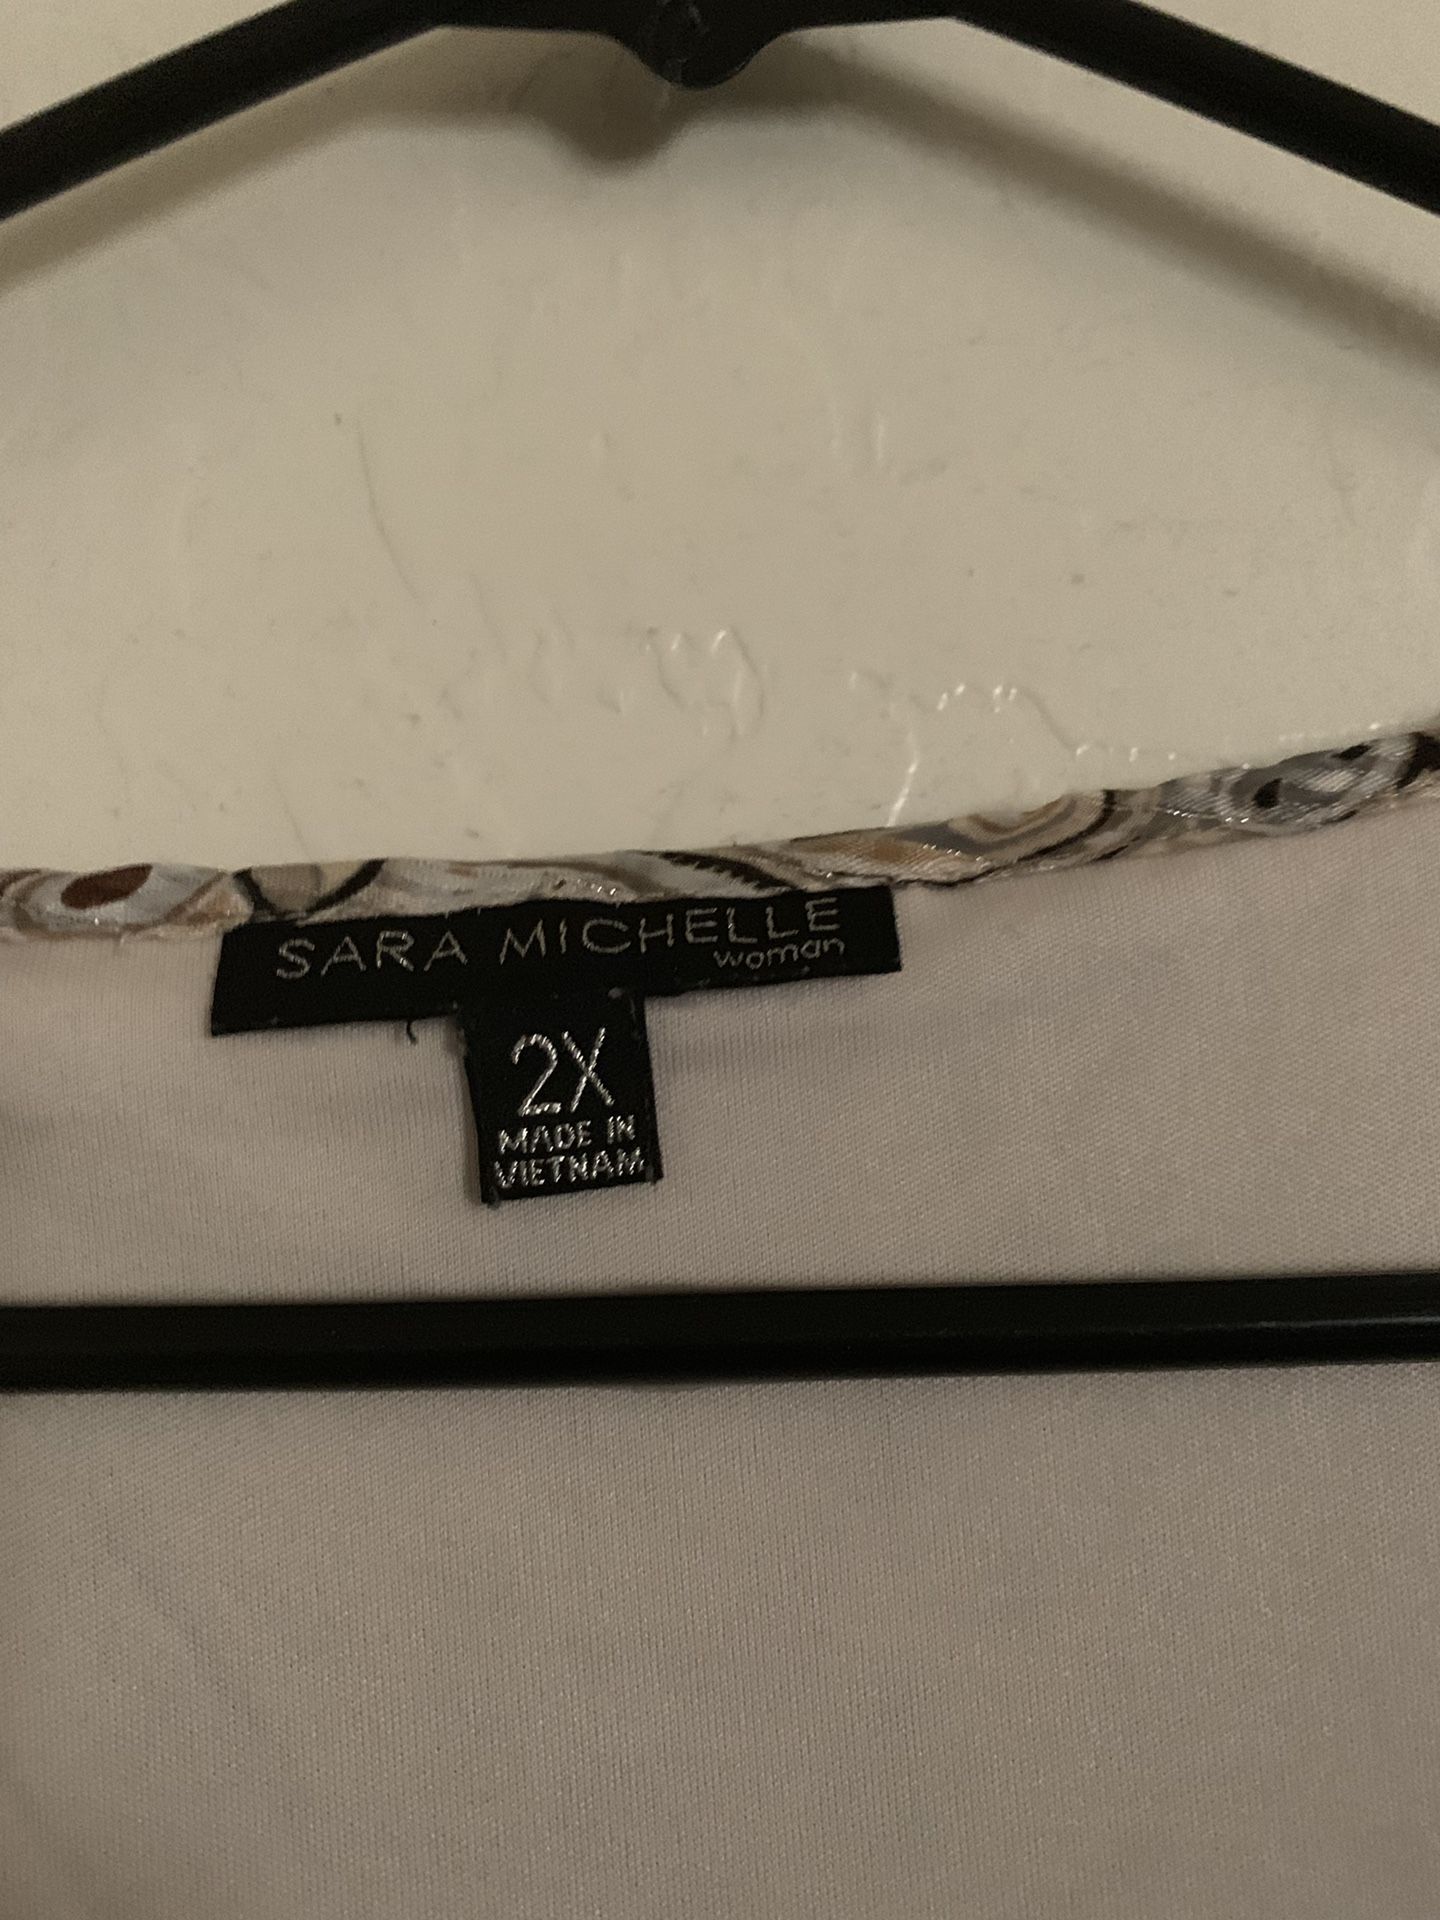 SARA MICHELLE
woman
2X
MADE IN
VIETNAM